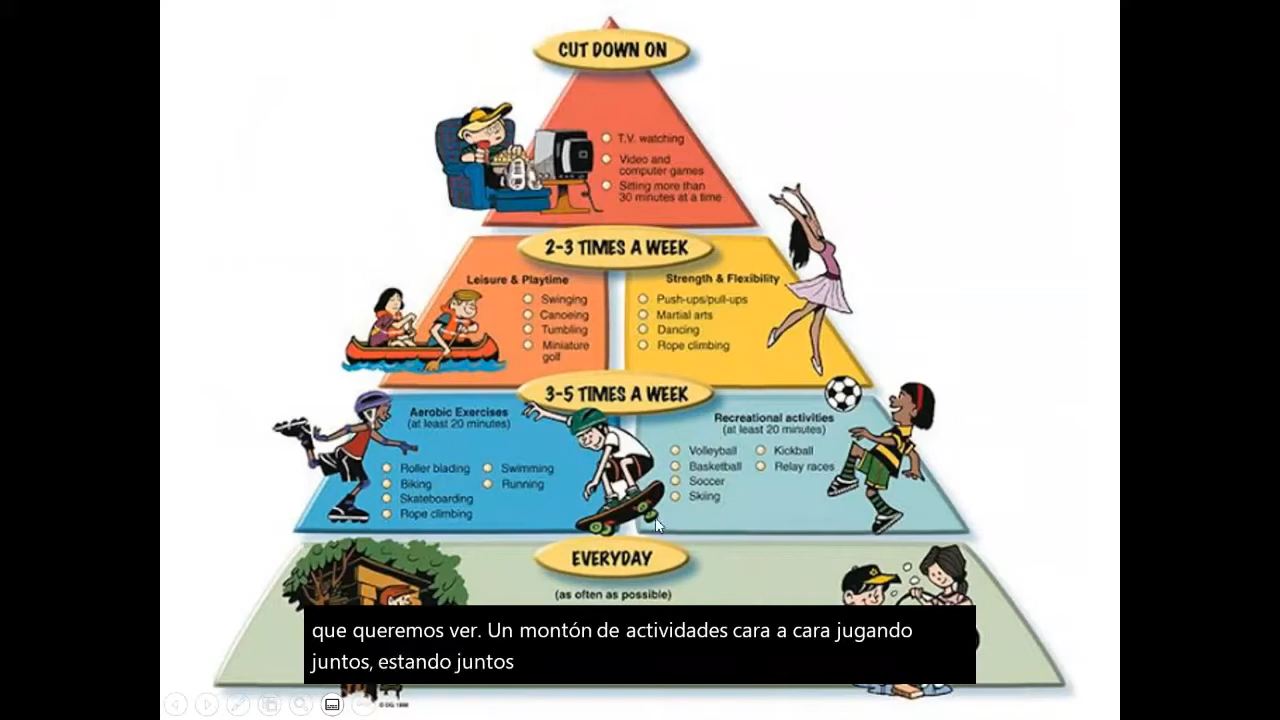 CUT DOWN ON
T.V. watching
Video and
computer games
Sitting more than
30 minutes at a time
2-3 TIMES A WEEK
Leisure & Playtime
Swinging
Canoeing
Tumbling
Miniature
golf
Strength & Flexibility
Push-ups/pull-ups
Martial arts
Dancing
Rope climbing
3-5 TIMES A WEEK
Aerobic Exercises
(at least 20 minutes)
Roller blading
Biking
Skateboarding
Rope climbing
Swimming
Running
Recreational activities
(at least 20 minutes)
Volleyball
Basketball
Soccer
Skiing
Kickball
Relay races
EVERYDAY
(as often as possible)
que queremos ver. Un montón de actividades cara a cara jugando
juntos, estando juntos